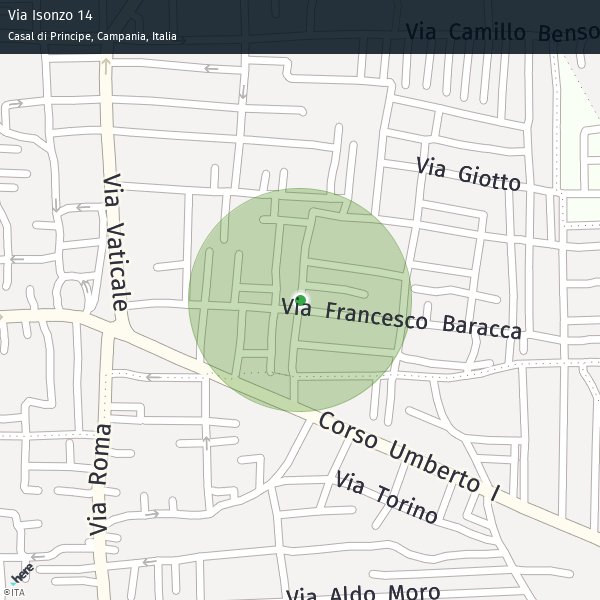 Via Isonzo 14
Casal di Principe, Campania, Italia
Via Camillo Benso
Via Giotto
Via Vaticale
Via Francesco Baracca
Corso Umberto I
Via Roma
Via Torino
Via Aldo Moro
here
©ITA